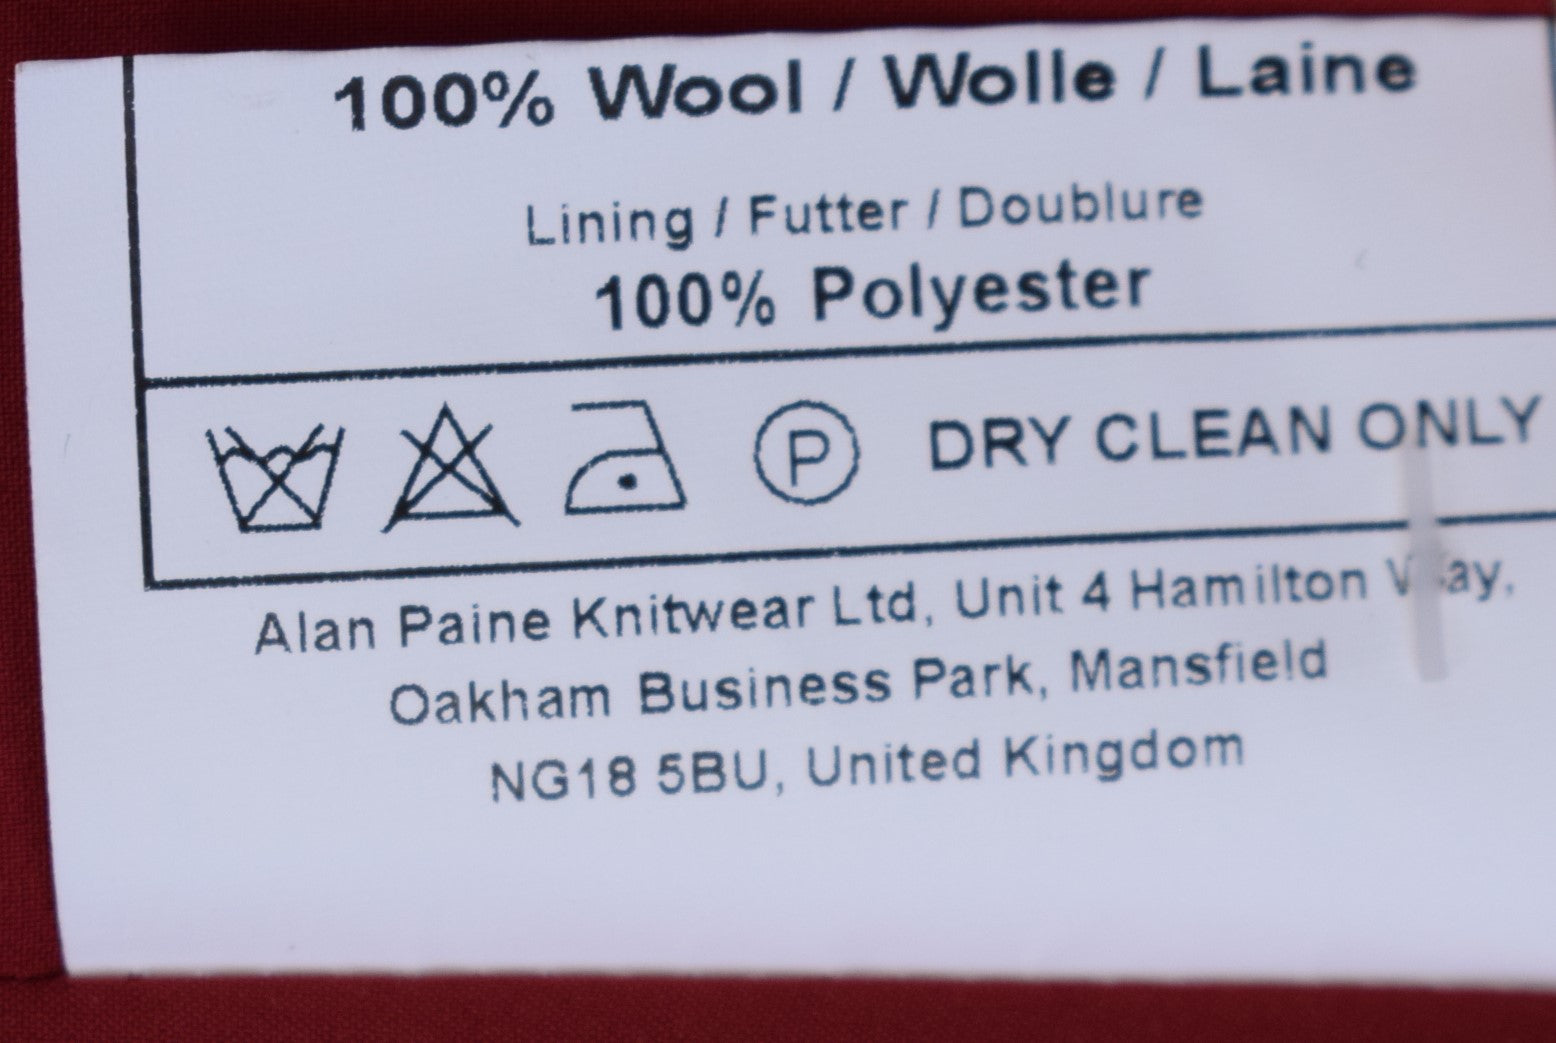 100% Wool / Wolle / Laine
Lining / Futter / Doublure
100% Polyester
P DRY CLEAN ONLY
Alan Paine Knitwear Ltd, Unit 4 Hamilton Way,
Oakham Business Park, Mansfield
NG18 5BU, United Kingdom